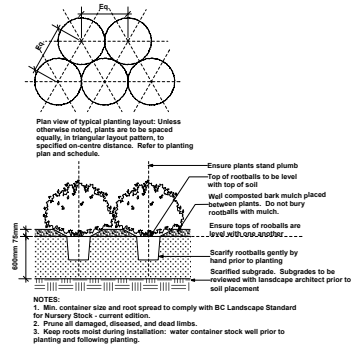 Eq.
Eq.
Plan view of typical planting layout: Unless
otherwise noted, plants are to be spaced
equally, in triangular layout pattern, to
specified on-centre distance. Refer to planting
plan and schedule.
Ensure plants stand plumb
Top of rootballs to be level
with top of soil
Well composted bark mulch placed
between plants. Do not bury
rootballs with mulch.
Ensure tops of rooballs are
level with one another
Scarify rootballs gently by
hand prior to planting
Scarified subgrade. Subgrades to be
reviewed with lansdcape architect prior to
soil placement
600mm 75mm
NOTES:
1. Min. container size and root spread to comply with BC Landscape Standard
for Nursery Stock - current edition.
2. Prune all damaged, diseased, and dead limbs.
3. Keep roots moist during installation: water container stock well prior to
planting and following planting.